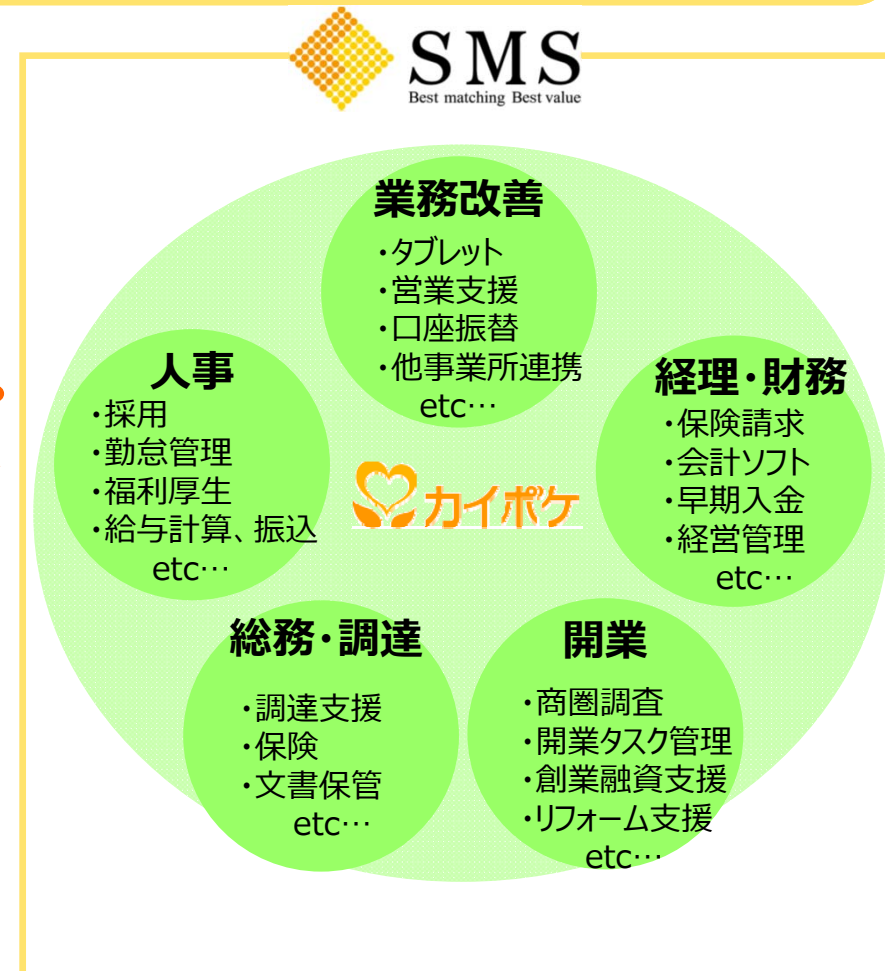 SMS
Best matching Best value
業務改善
・タブレット
・営業支援
・口座振替
・他事業所連携
etc…
人事
・採用
・勤怠管理
・福利厚生
・給与計算、振込
etc…
経理・財務
・保険請求
・会計ソフト
・早期入金
・経営管理
etc…
カイポケ
総務・調達
・調達支援
・保険
・文書保管
etc…
開業
・商圏調査
・開業タスク管理
・創業融資支援
・リフォーム支援
etc…